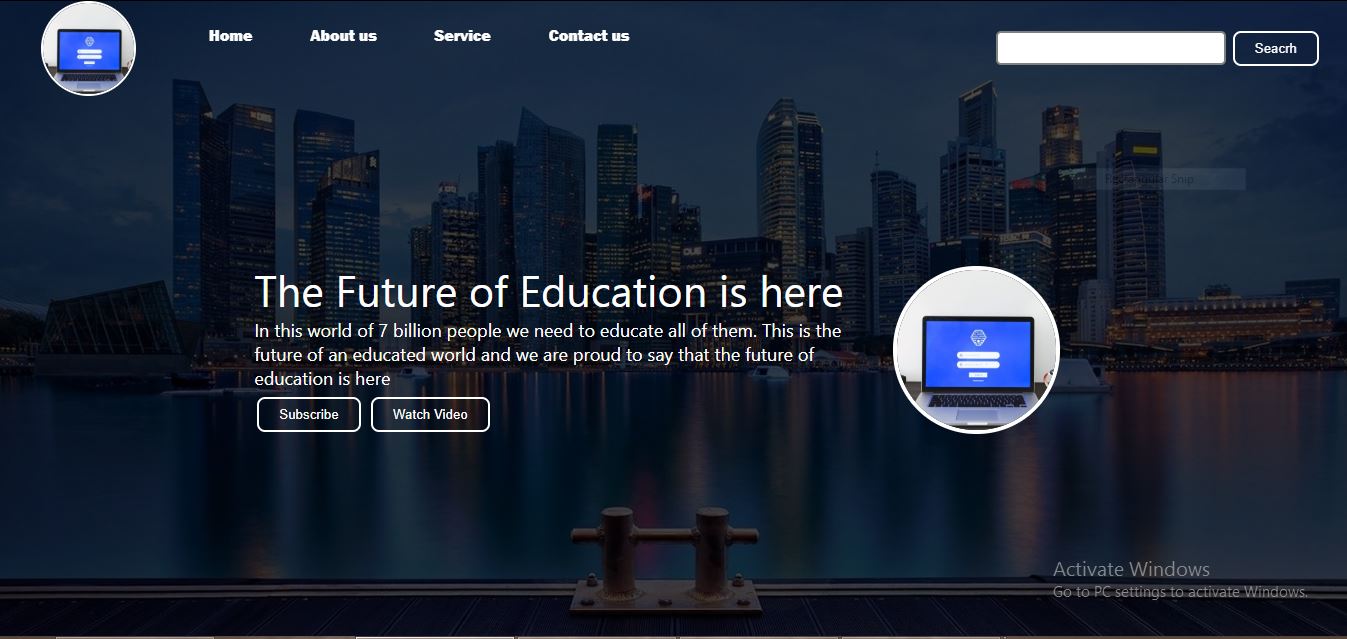 Home
About us
Service
Contact us
Seacrh
Rectangular Snip
The Future of Education is here
In this world of 7 billion people we need to educate all of them. This is the
future of an educated world and we are proud to say that the future of
education is here
Subscribe
Watch Video
Activate Windows
Go to PC settings to activate Windows.